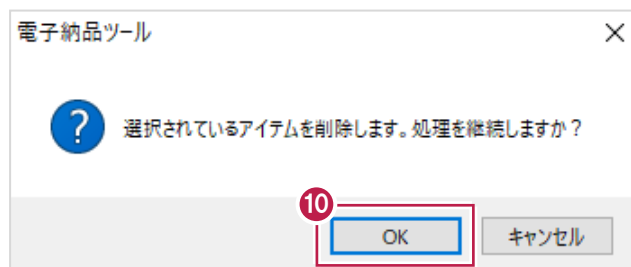 電子納品ツール
選択されているアイテムを削除します。処理を継続しますか？
10
OK
キャンセル